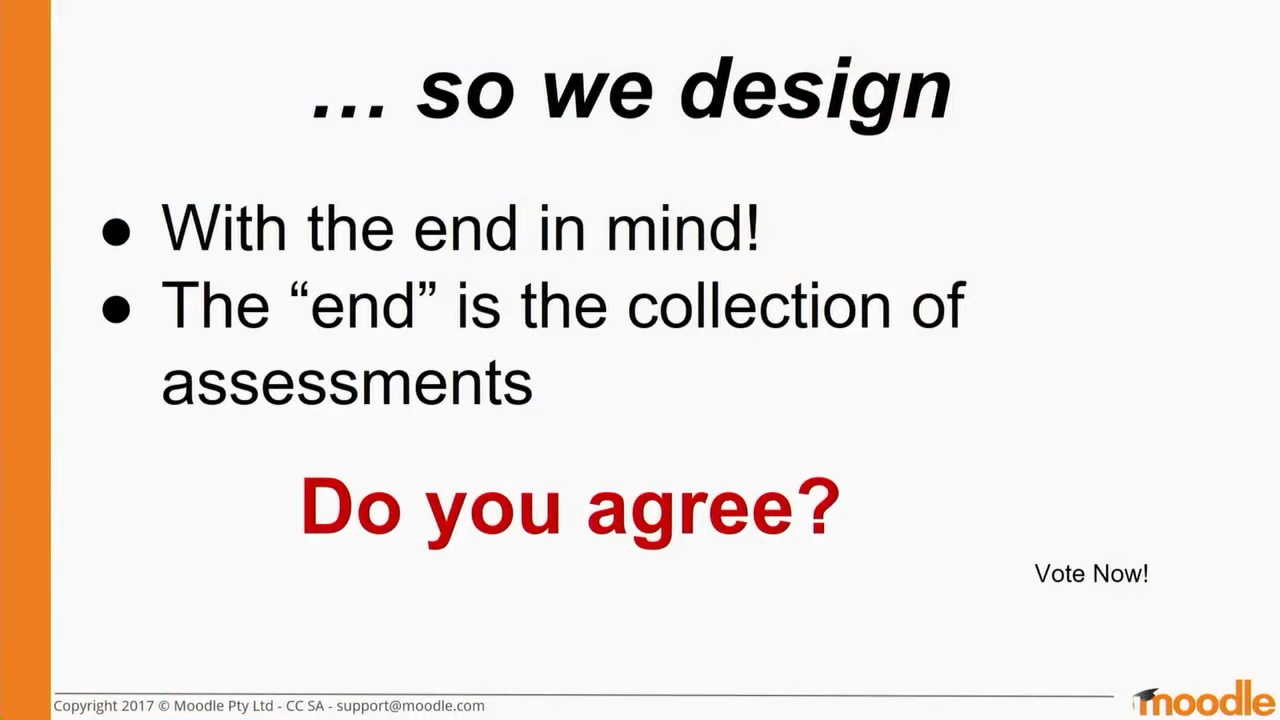 … so we design
● With the end in mind!
● The “end” is the collection of
assessments
Do you agree?
Vote Now!
Copyright 2017 © Moodle Pty Ltd - CC SA - support@moodle.com
moodle